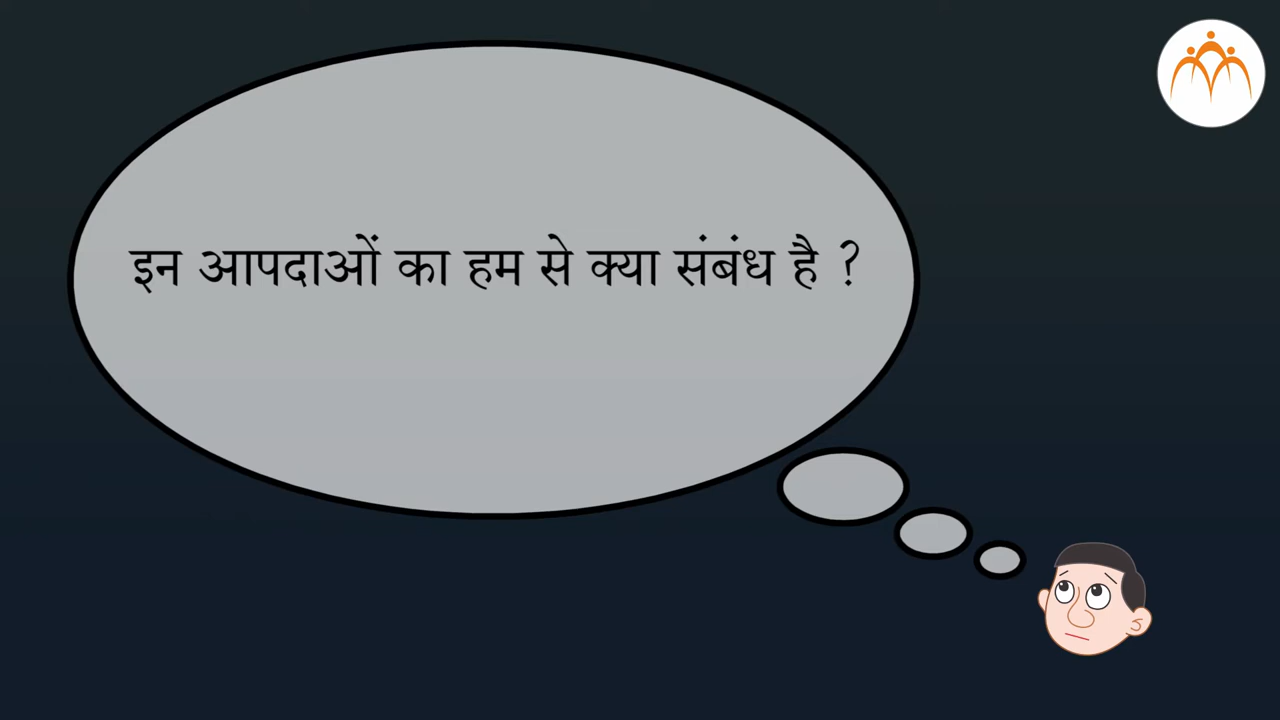 इन आपदाओं का हम से क्या संबंध है ?